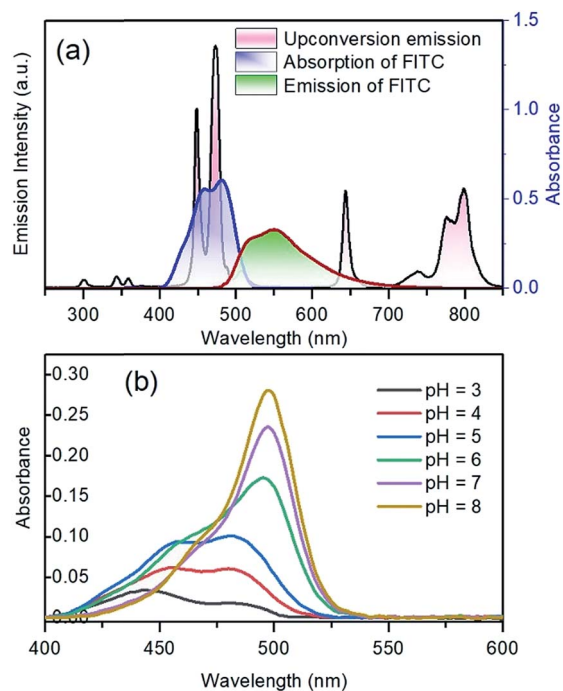 (a)
Upconversion emission
Absorption of FITC
Emission of FITC
Emission Intensity (a.u.)
Absorbance
1.5
1.0
0.5
0.0
300 400 500 600 700 800
Wavelength (nm)
(b)
0.30
0.25
0.20
0.15
0.10
0.05
0.00
Absorbance
pH = 3
pH = 4
pH = 5
pH = 6
pH = 7
pH = 8
400 450 500 550 600
Wavelength (nm)